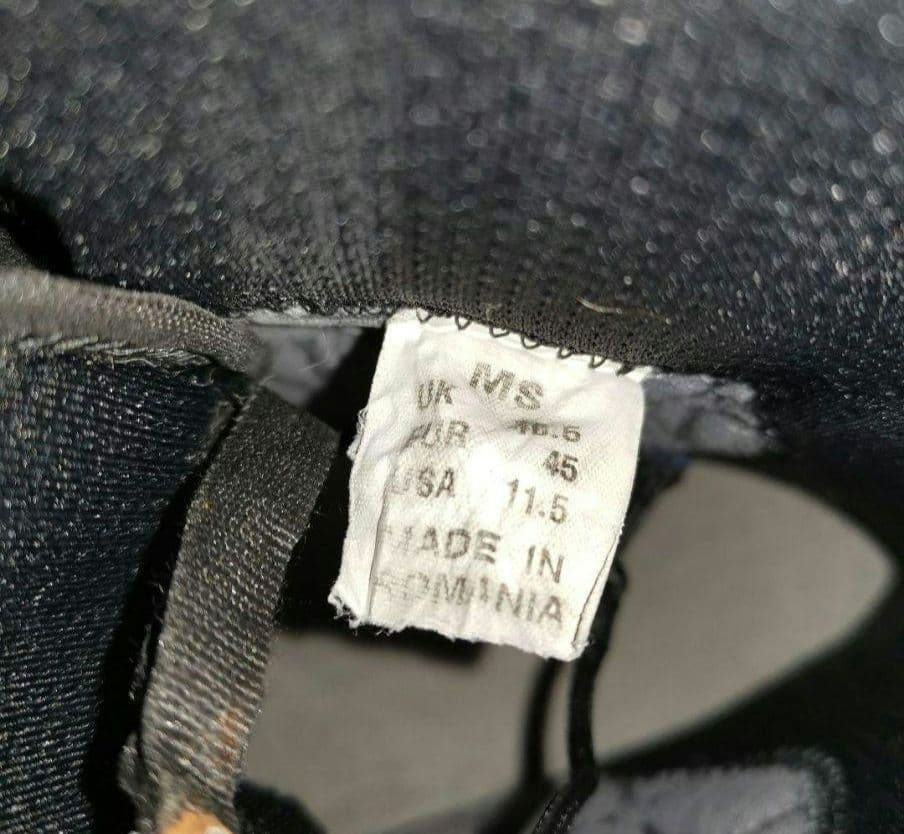 MS
UK 10.5
EUR 45
USA 11.5
MADE IN
ROMANIA